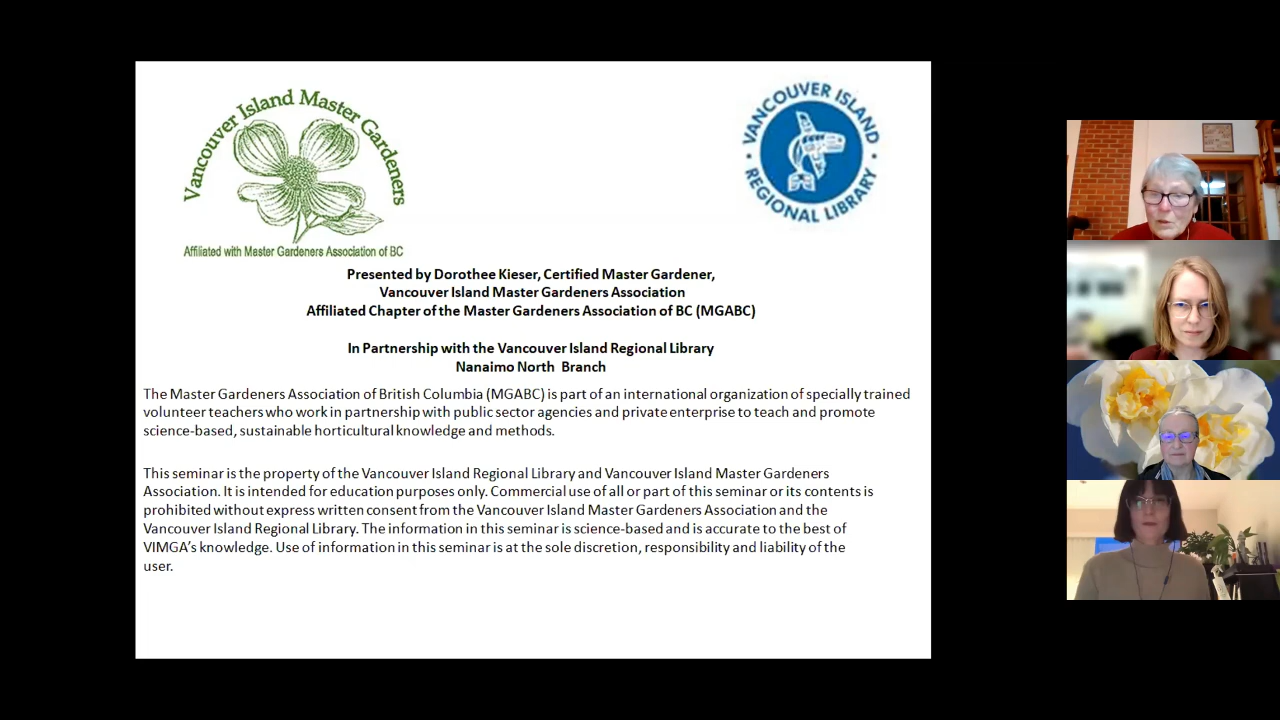 Vancouver Island Master Gardeners
Affiliated with Master Gardeners Association of BC
VANCOUVER ISLAND
• REGIONAL LIBRARY •
Presented by Dorothee Kieser, Certified Master Gardener,
Vancouver Island Master Gardeners Association
Affiliated Chapter of the Master Gardeners Association of BC (MGABC)
In Partnership with the Vancouver Island Regional Library
Nanaimo North  Branch
The Master Gardeners Association of British Columbia (MGABC) is part of an international organization of specially trained
volunteer teachers who work in partnership with public sector agencies and private enterprise to teach and promote
science-based, sustainable horticultural knowledge and methods.
This seminar is the property of the Vancouver Island Regional Library and Vancouver Island Master Gardeners
Association. It is intended for education purposes only. Commercial use of all or part of this seminar or its contents is
prohibited without express written consent from the Vancouver Island Master Gardeners Association and the
Vancouver Island Regional Library. The information in this seminar is science-based and is accurate to the best of
VIMGA's knowledge. Use of information in this seminar is at the sole discretion, responsibility and liability of the
user.